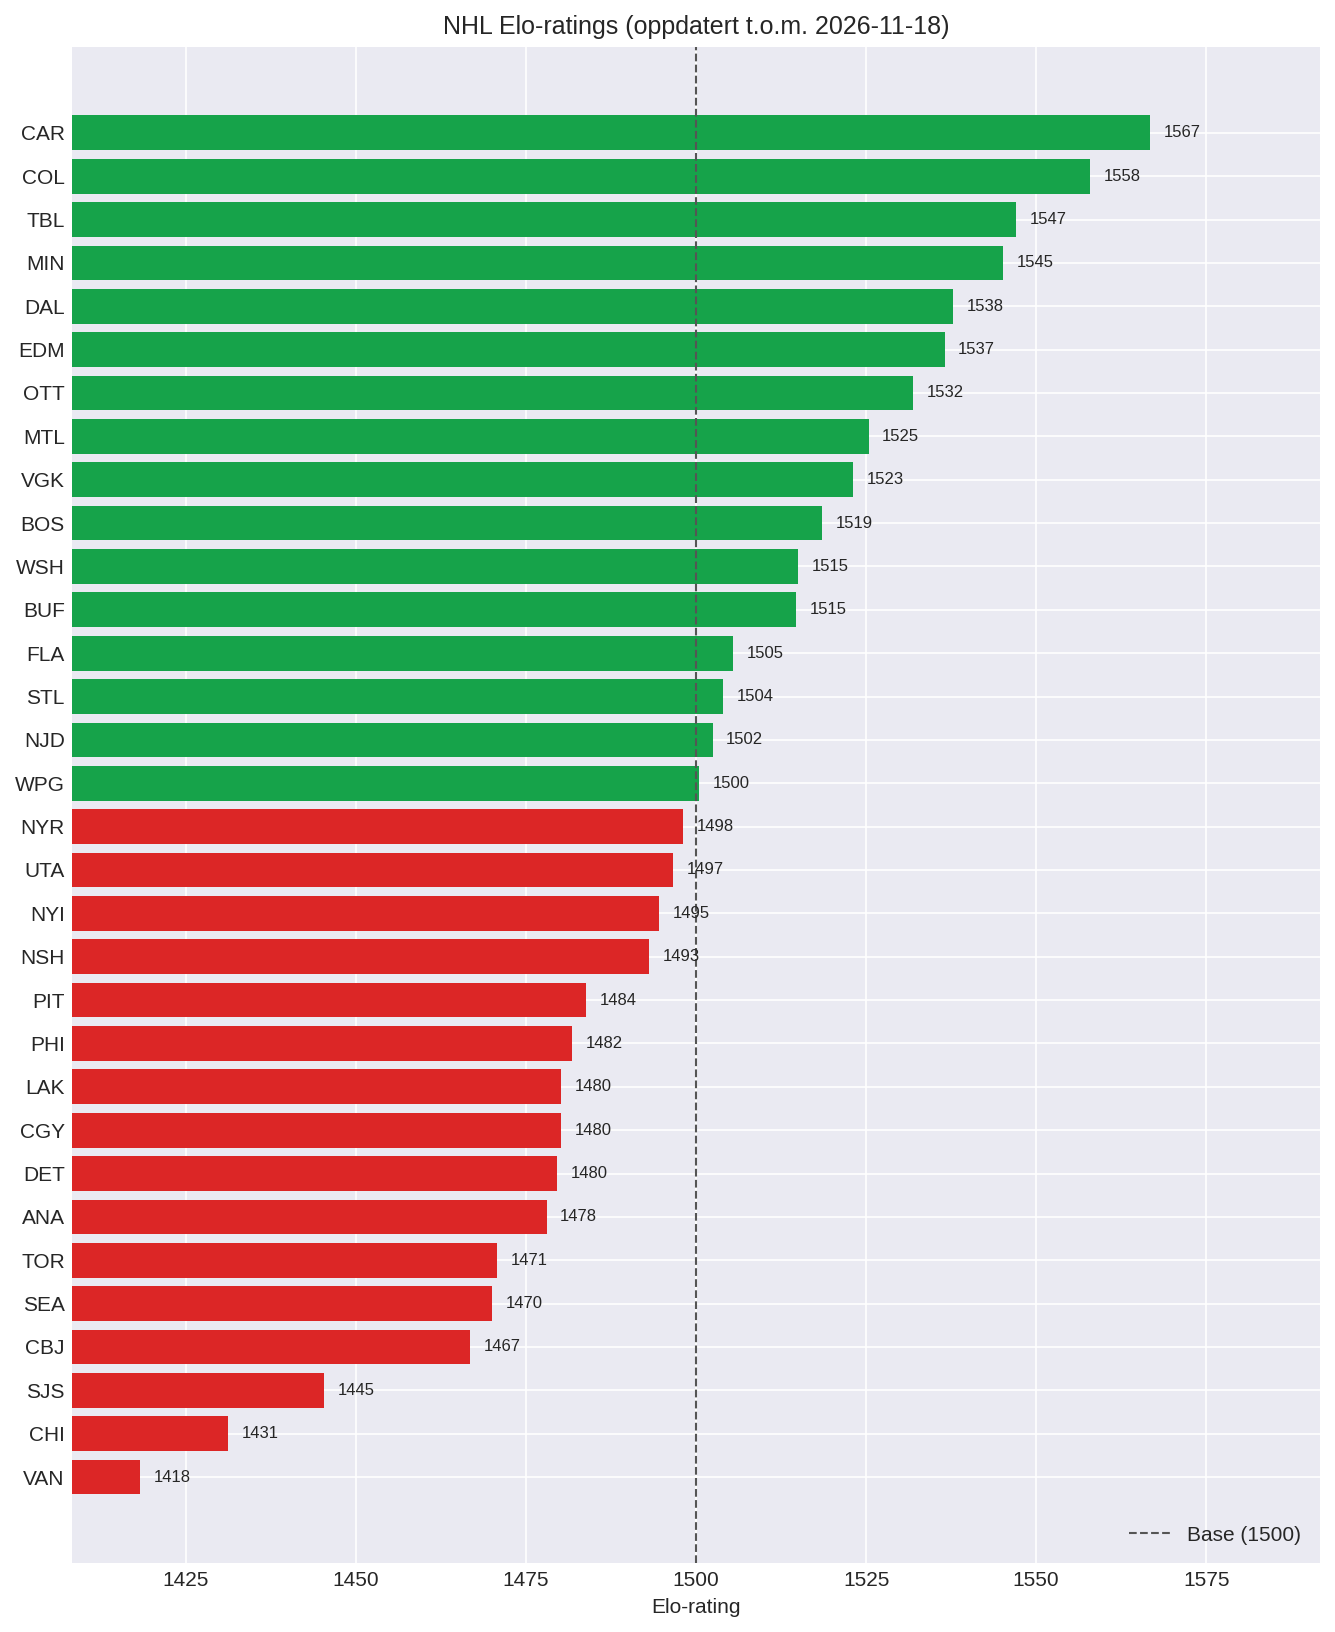 NHL Elo-ratings (oppdatert t.o.m. 2026-11-18)
CAR 1567
COL 1558
TBL 1547
MIN 1545
DAL 1538
EDM 1537
OTT 1532
MTL 1525
VGK 1523
BOS 1519
WSH 1515
BUF 1515
FLA 1505
STL 1504
NJD 1502
WPG 1500
NYR 1498
UTA 1497
NYI 1495
NSH 1493
PIT 1484
PHI 1482
LAK 1480
CGY 1480
DET 1480
ANA 1478
TOR 1471
SEA 1470
CBJ 1467
SJS 1445
CHI 1431
VAN 1418
Base (1500)
1425 1450 1475 1500 1525 1550 1575
Elo-rating